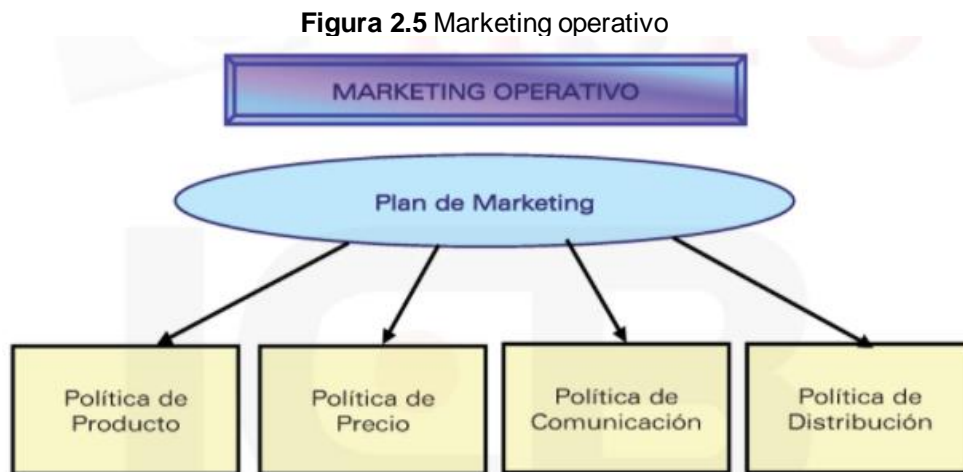 Figura 2.5 Marketing operativo
MARKETING OPERATIVO
Plan de Marketing
Política de
Producto
Política de
Precio
Política de
Comunicación
Política de
Distribución